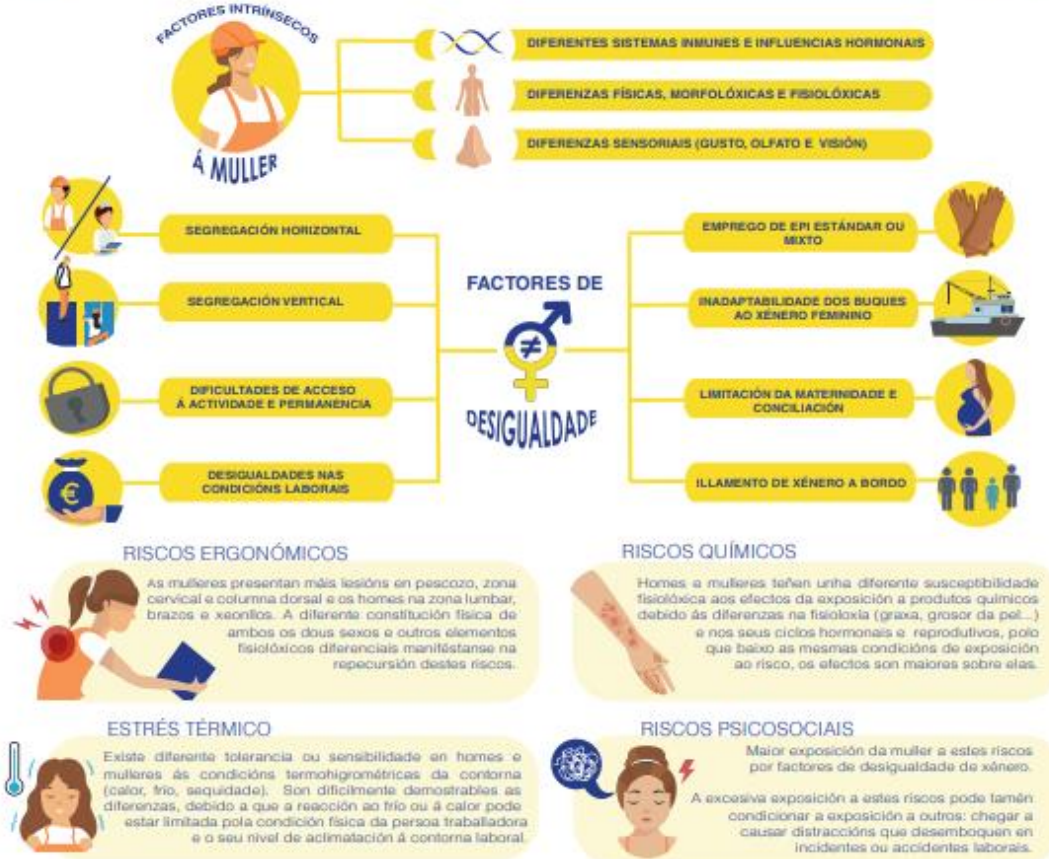 FACTORES INTRÍNSECOS
Á MULLER
DIFERENTES SISTEMAS INMUNES E INFLUENCIAS HORMONAIS
DIFERENZAS FÍSICAS, MORFOLÓXICAS E FISIOLÓXICAS
DIFERENZAS SENSORIAIS (GUSTO, OLFATO E VISIÓN)
FACTORES DE
≠
DESIGUALDADE
SEGREGACIÓN HORIZONTAL
SEGREGACIÓN VERTICAL
DIFICULTADES DE ACCESO
Á ACTIVIDADE E PERMANENCIA
€
DESIGUALDADES NAS
CONDICIÓNS LABORAIS
EMPREGO DE EPI ESTÁNDAR OU
MIXTO
INADAPTABILIDADE DOS BUQUES
AO XÉNERO FEMININO
LIMITACIÓN DA MATERNIDADE E
CONCILIACIÓN
ILLAMENTO DE XÉNERO A BORDO
RISCOS ERGONÓMICOS
As mulleres presentan máis lesións en pescozo, zona
cervical e columna dorsal e os homes na zona lumbar,
brazos e xeonllos. A diferente constitución física de
ambos os dous sexos e outros elementos
fisiolóxicos diferenciais maniféstanse na
repercusión destes riscos.
RISCOS QUÍMICOS
Homes e mulleres teñen unha diferente susceptibilidade
fisiolóxica aos efectos da exposición a produtos químicos
debido ás diferenzas na fisioloxía (graxa, grosor da pel...)
e nos seus ciclos hormonais e reprodutivos, polo
que baixo as mesmas condicións de exposición
ao risco, os efectos son maiores sobre elas.
ESTRÉS TÉRMICO
Existe diferente tolerancia ou sensibilidade en homes e
mulleres ás condicións termohigrométricas da contorna
(calor, frío, sequidade). Son dificilmente demostrables as
diferenzas, debido a que a reacción ao frío ou á calor pode
estar limitada pola condición física da persoa traballadora
e o seu nivel de aclimatación á contorna laboral.
RISCOS PSICOSOCIAIS
Maior exposición da muller a estes riscos
por factores de desigualdade de xénero.
A excesiva exposición a estes riscos pode tamén
condicionar a exposición a outros: chegar a
causar distraccións que desemboquen en
incidentes ou accidentes laborais.